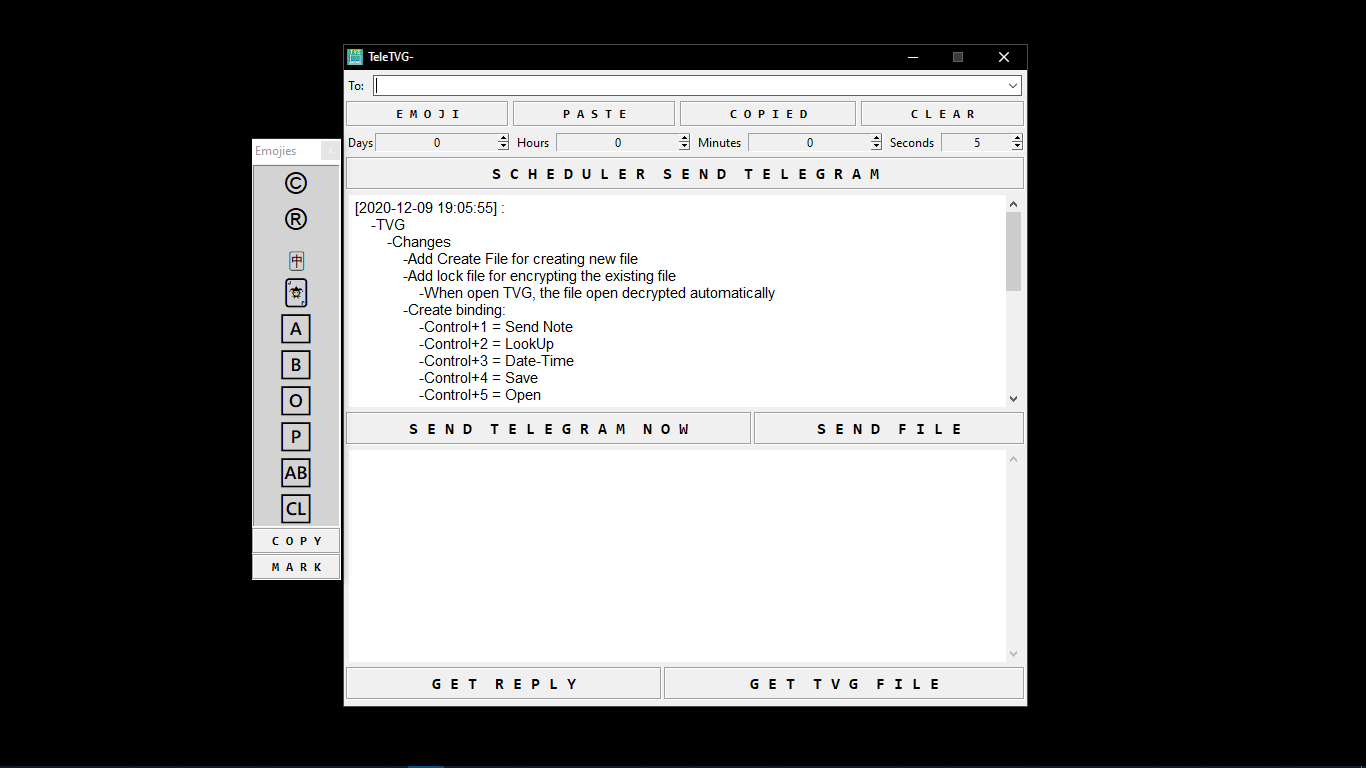 TeleTVG-
To:
EMOJI PASTE COPIED CLEAR
Days 0 Hours 0 Minutes 0 Seconds 5
SCHEDULER SEND TELEGRAM
[2020-12-09 19:05:55] :
-TVG
-Changes
-Add Create File for creating new file
-Add lock file for encrypting the existing file
-When open TVG, the file open decrypted automatically
-Create binding:
-Control+1 = Send Note
-Control+2 = LookUp
-Control+3 = Date-Time
-Control+4 = Save
-Control+5 = Open
SEND TELEGRAM NOW SEND FILE
GET REPLY GET TVG FILE
Emojies
©
®
中
A
B
O
P
AB
CL
COPY
MARK